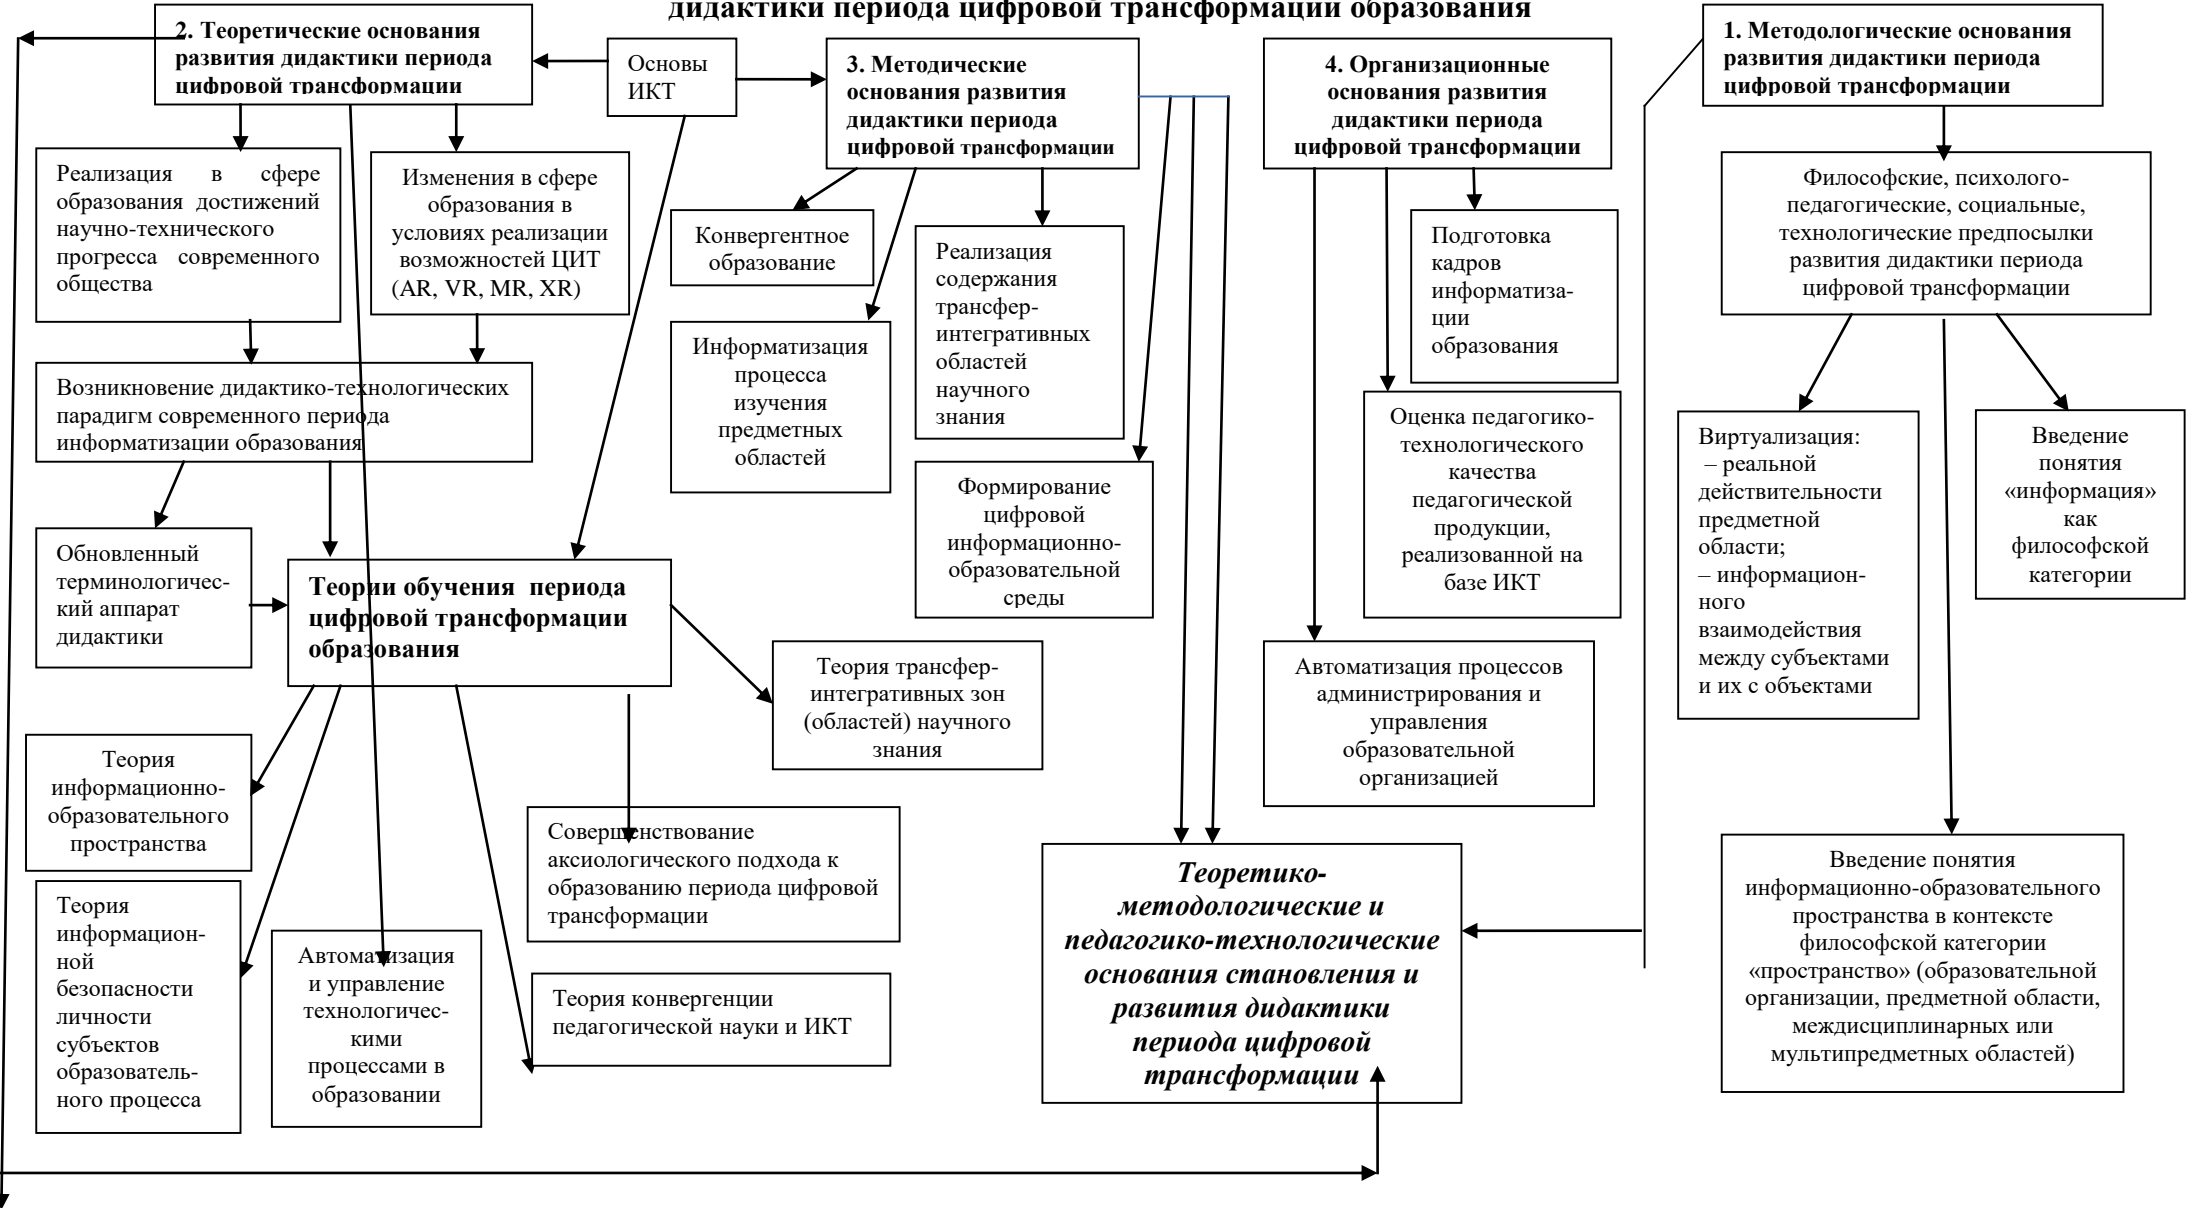 дидактики периода цифровой трансформации образования
2. Теоретические основания
развития дидактики периода
цифровой трансформации
Основы
ИКТ
3. Методические
основания развития
дидактики периода
цифровой трансформации
4. Организационные
основания развития
дидактики периода
цифровой трансформации
1. Методологические основания
развития дидактики периода
цифровой трансформации
Реализация в сфере
образования достижений
научно-технического
прогресса современного
общества
Изменения в сфере
образования в
условиях реализации
возможностей ЦИТ
(AR, VR, MR, XR)
Конвергентное
образование
Реализация
содержания
трансфер-
интегративных
областей
научного
знания
Подготовка
кадров
информатиза-
ции
образования
Философские, психолого-
педагогические, социальные,
технологические предпосылки
развития дидактики периода
цифровой трансформации
Информатизация
процесса
изучения
предметных
областей
Возникновение дидактико-технологических
парадигм современного периода
информатизации образования
Оценка педагогико-
технологического
качества
педагогической
продукции,
реализованной на
базе ИКТ
Виртуализация:
– реальной
действительности
предметной
области;
– информацион-
ного
взаимодействия
между субъектами
и их с объектами
Введение
понятия
«информация»
как
философской
категории
Формирование
цифровой
информационно-
образовательной
среды
Обновленный
терминологичес-
кий аппарат
дидактики
Теории обучения периода
цифровой трансформации
образования
Теория трансфер-
интегративных зон
(областей) научного
знания
Автоматизация процессов
администрирования и
управления
образовательной
организацией
Теория
информационно-
образовательного
пространства
Совершенствование
аксиологического подхода к
образованию периода цифровой
трансформации
Теоретико-
методологические и
педагогико-технологические
основания становления и
развития дидактики
периода цифровой
трансформации
Введение понятия
информационно-образовательного
пространства в контексте
философской категории
«пространство» (образовательной
организации, предметной области,
междисциплинарных или
мультипредметных областей)
Теория
информацион-
ной
безопасности
личности
субъектов
образователь-
ного процесса
Автоматизация
и управление
технологичес-
кими
процессами в
образовании
Теория конвергенции
педагогической науки и ИКТ